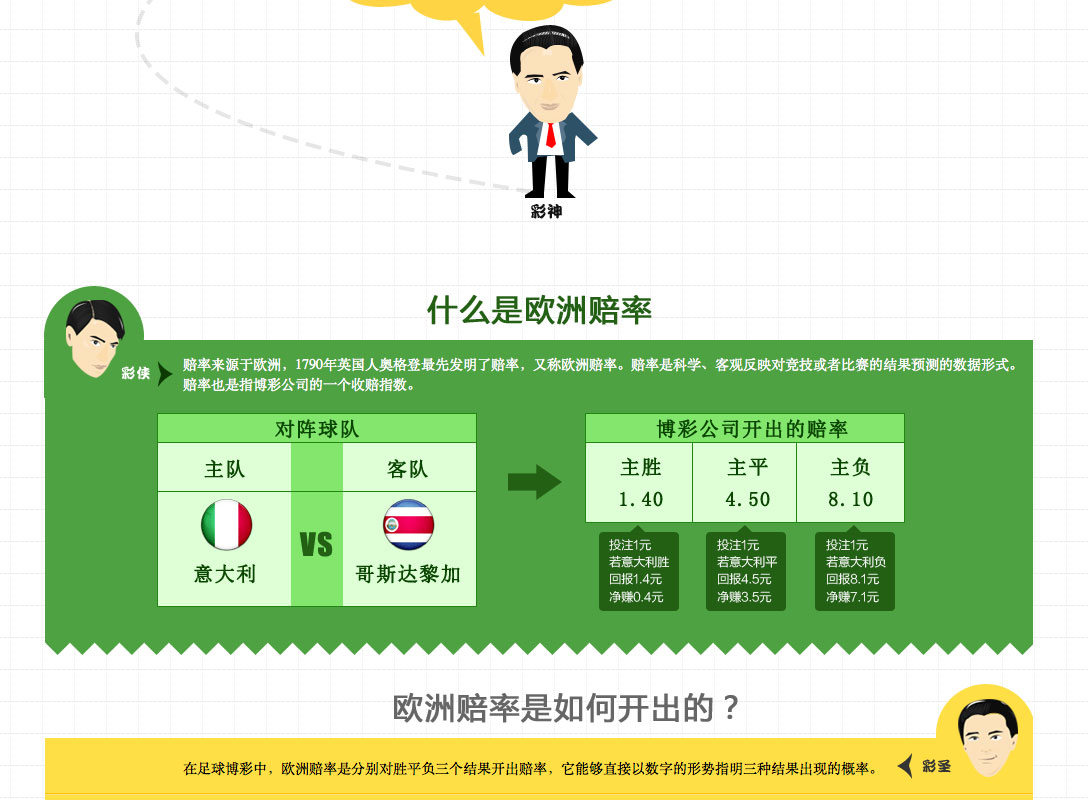 彩神
什么是欧洲赔率
彩侠
赔率来源于欧洲，1790年英国人奥格登最先发明了赔率，又称欧洲赔率。赔率是科学、客观反映对竞技或者比赛的结果预测的数据形式。
赔率也是指博彩公司的一个收赔指数。
对阵球队
主队
客队
意大利
VS
哥斯达黎加
博彩公司开出的赔率
主胜 主平 主负
1.40 4.50 8.10
投注1元
若意大利胜
回报1.4元
净赚0.4元
投注1元
若意大利平
回报4.5元
净赚3.5元
投注1元
若意大利负
回报8.1元
净赚7.1元
欧洲赔率是如何开出的？
在足球博彩中，欧洲赔率是分别对胜平负三个结果开出赔率，它能够直接以数字的形势指明三种结果出现的概率。
彩圣